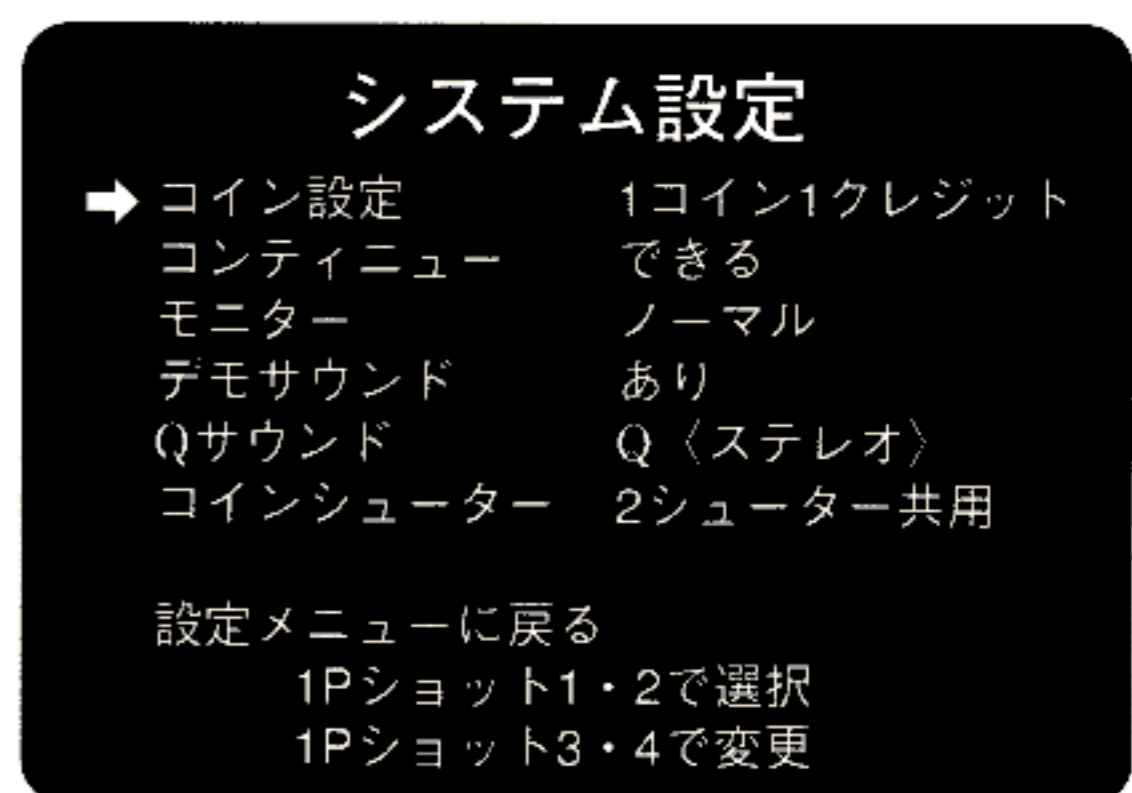 システム設定
➡ コイン設定 1コイン1クレジット
コンティニュー できる
モニター ノーマル
デモサウンド あり
Qサウンド Q〈ステレオ〉
コインシューター 2シューター共用
設定メニューに戻る
1Pショット1・2で選択
1Pショット3・4で変更